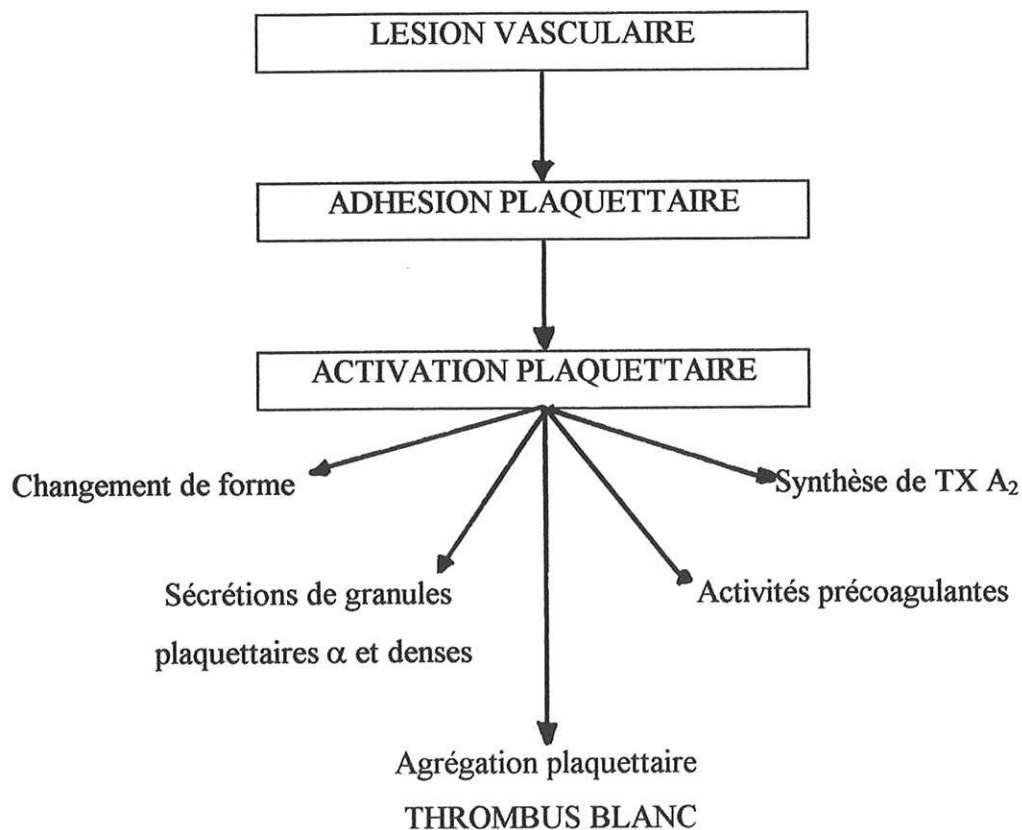 LESION VASCULAIRE
ADHESION PLAQUETTAIRE
ACTIVATION PLAQUETTAIRE
Changement de forme
Synthèse de TX A₂
Sécrétions de granules
plaquettaires α et denses
Activités précoagulantes
Agrégation plaquettaire
THROMBUS BLANC